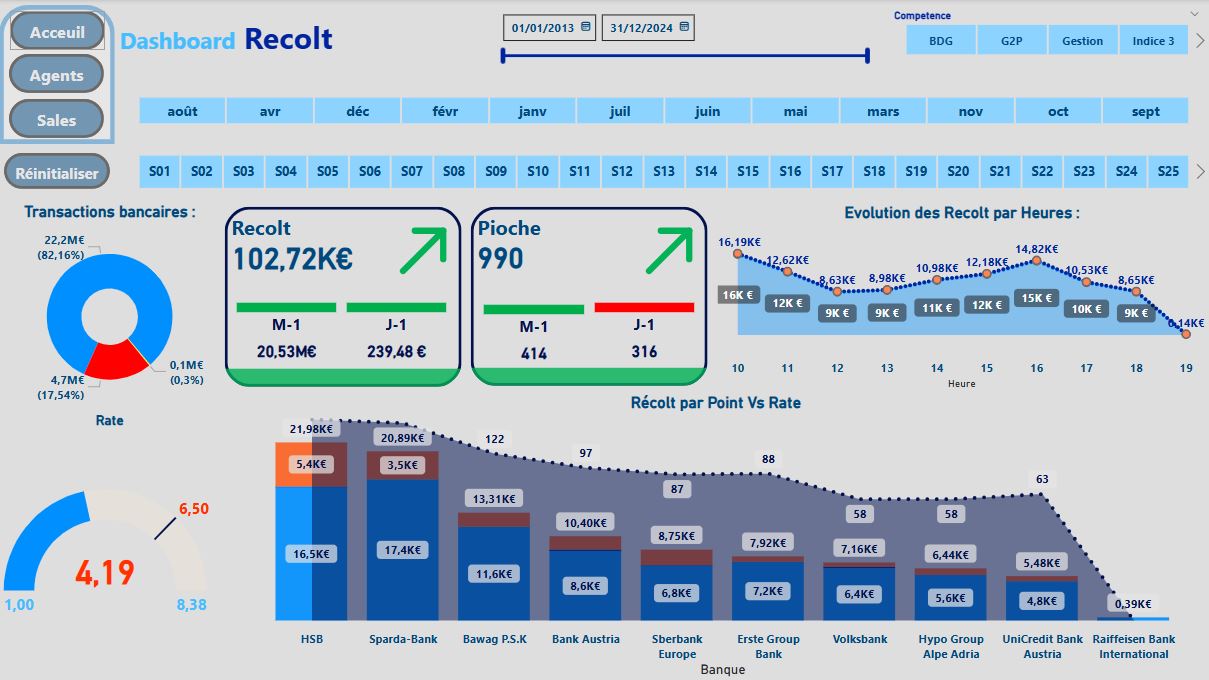 Acceuil
Agents
Sales
Réinitialiser
Dashboard Recolt
01/01/2013
31/12/2024
Competence
BDG
G2P
Gestion
Indice 3
août
avr
déc
févr
janv
juil
juin
mai
mars
nov
oct
sept
S01
S02
S03
S04
S05
S06
S07
S08
S09
S10
S11
S12
S13
S14
S15
S16
S17
S18
S19
S20
S21
S22
S23
S24
S25
Transactions bancaires :
22,2M€
(82,16%)
0,1M€
(0,3%)
4,7M€
(17,54%)
Recolt
102,72K€
M-1
J-1
20,53M€
239,48 €
Pioche
990
M-1
J-1
414
316
Evolution des Recolt par Heures :
16,19K€
12,62K€
8,63K€
8,98K€
10,98K€
12,18K€
14,82K€
10,53K€
8,65K€
0,14K€
16K €
12K €
9K €
9K €
11K €
12K €
15K €
10K €
9K €
10
11
12
13
14
15
16
17
18
19
Heure
Rate
6,50
4,19
1,00
8,38
Récolt par Point Vs Rate
21,98K€
20,89K€
122
97
87
88
58
58
63
5,4K€
3,5K€
13,31K€
10,40K€
8,75K€
7,92K€
7,16K€
6,44K€
5,48K€
0,39K€
16,5K€
17,4K€
11,6K€
8,6K€
6,8K€
7,2K€
6,4K€
5,6K€
4,8K€
HSB
Sparda-Bank
Bawag P.S.K
Bank Austria
Sberbank
Europe
Erste Group
Bank
Volksbank
Hypo Group
Alpe Adria
UniCredit Bank
Austria
Raiffeisen Bank
International
Banque